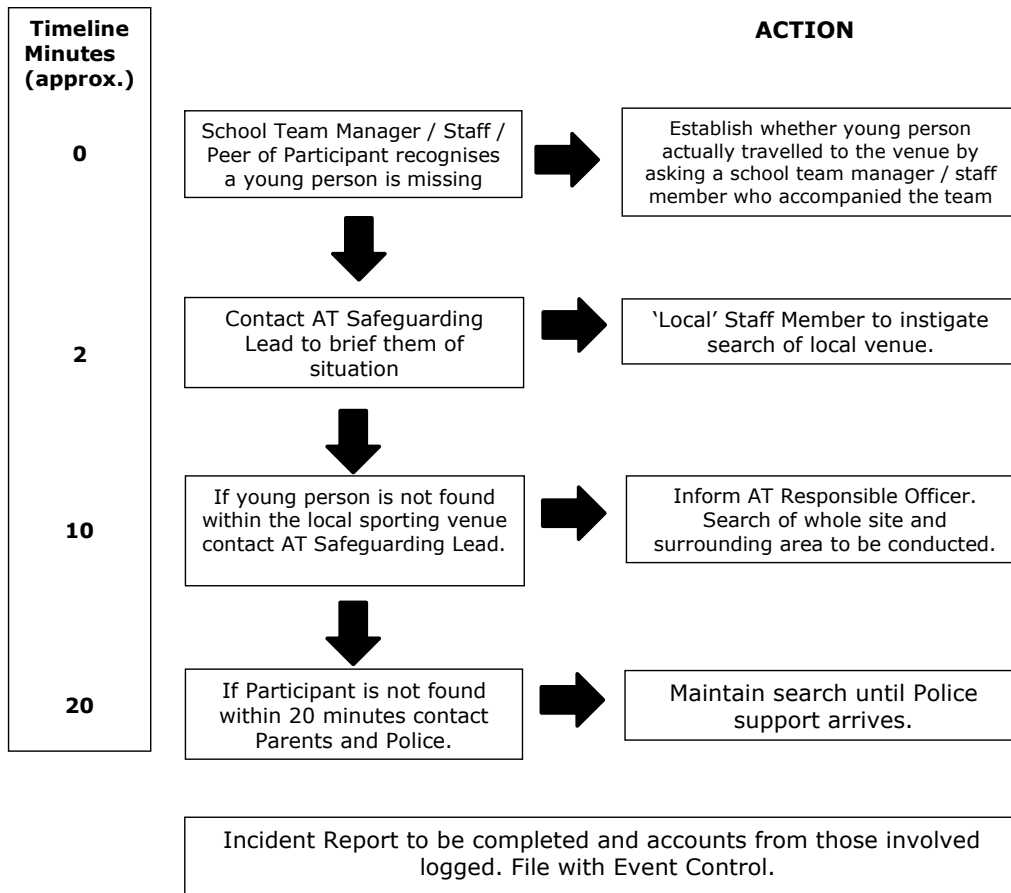 Timeline
Minutes
(approx.)
ACTION
0
School Team Manager / Staff /
Peer of Participant recognises
a young person is missing
Establish whether young person
actually travelled to the venue by
asking a school team manager / staff
member who accompanied the team
2
Contact AT Safeguarding
Lead to brief them of
situation
‘Local’ Staff Member to instigate
search of local venue.
10
If young person is not found
within the local sporting venue
contact AT Safeguarding Lead.
Inform AT Responsible Officer.
Search of whole site and
surrounding area to be conducted.
20
If Participant is not found
within 20 minutes contact
Parents and Police.
Maintain search until Police
support arrives.
Incident Report to be completed and accounts from those involved
logged. File with Event Control.